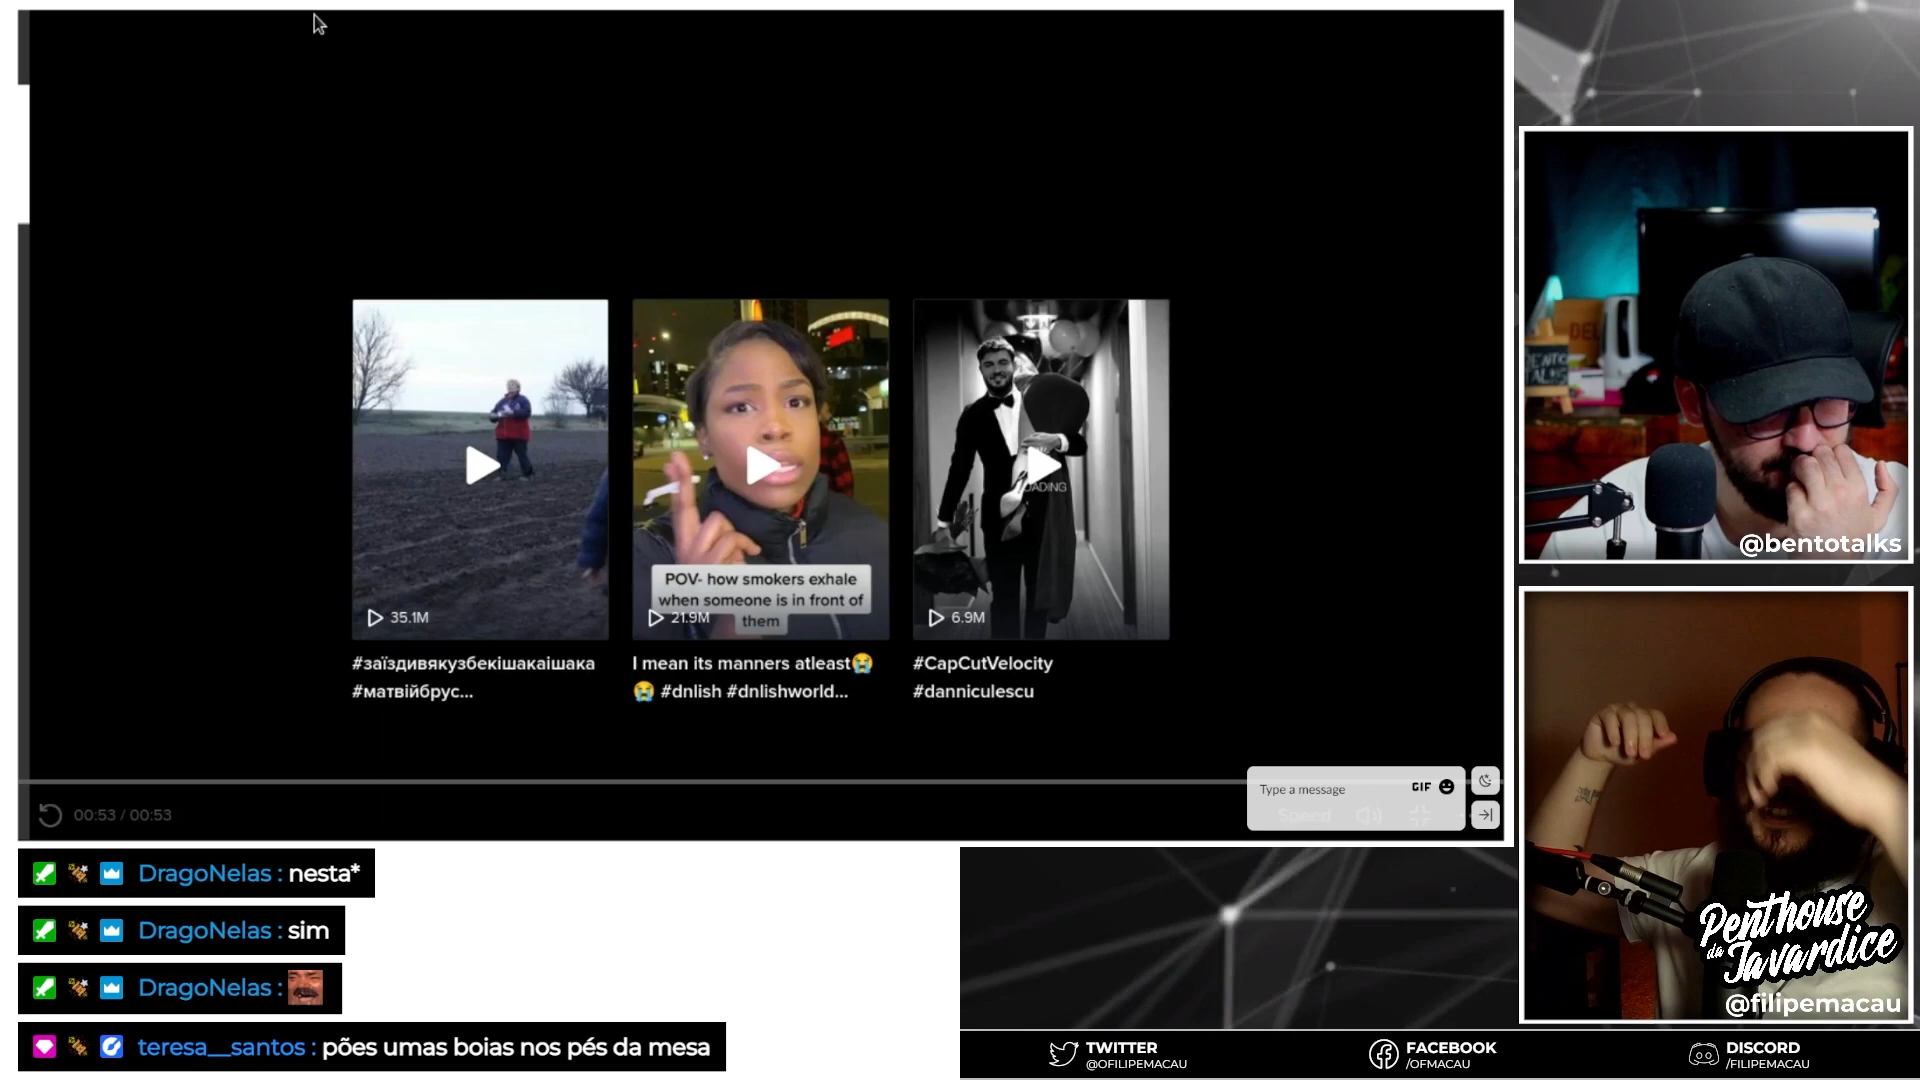 POV- how smokers exhale
when someone is in front of
them
35.1M
21.9M
6.9M
LOADING
#заїздивякузбекішакаішака
#матвійбрус...
I mean its manners atleast😭
😭 #dnlish #dnlishworld...
#CapCutVelocity
#danniculescu
00:53 / 00:53
Type a message
GIF
Speed
DragoNelas : nesta*
DragoNelas : sim
DragoNelas :
teresa__santos : pões umas boias nos pés da mesa
@bentotalks
Penthouse
da Javardice
@filipemacau
TWITTER
@OFILIPEMACAU
FACEBOOK
/OFMACAU
DISCORD
/FILIPEMACAU